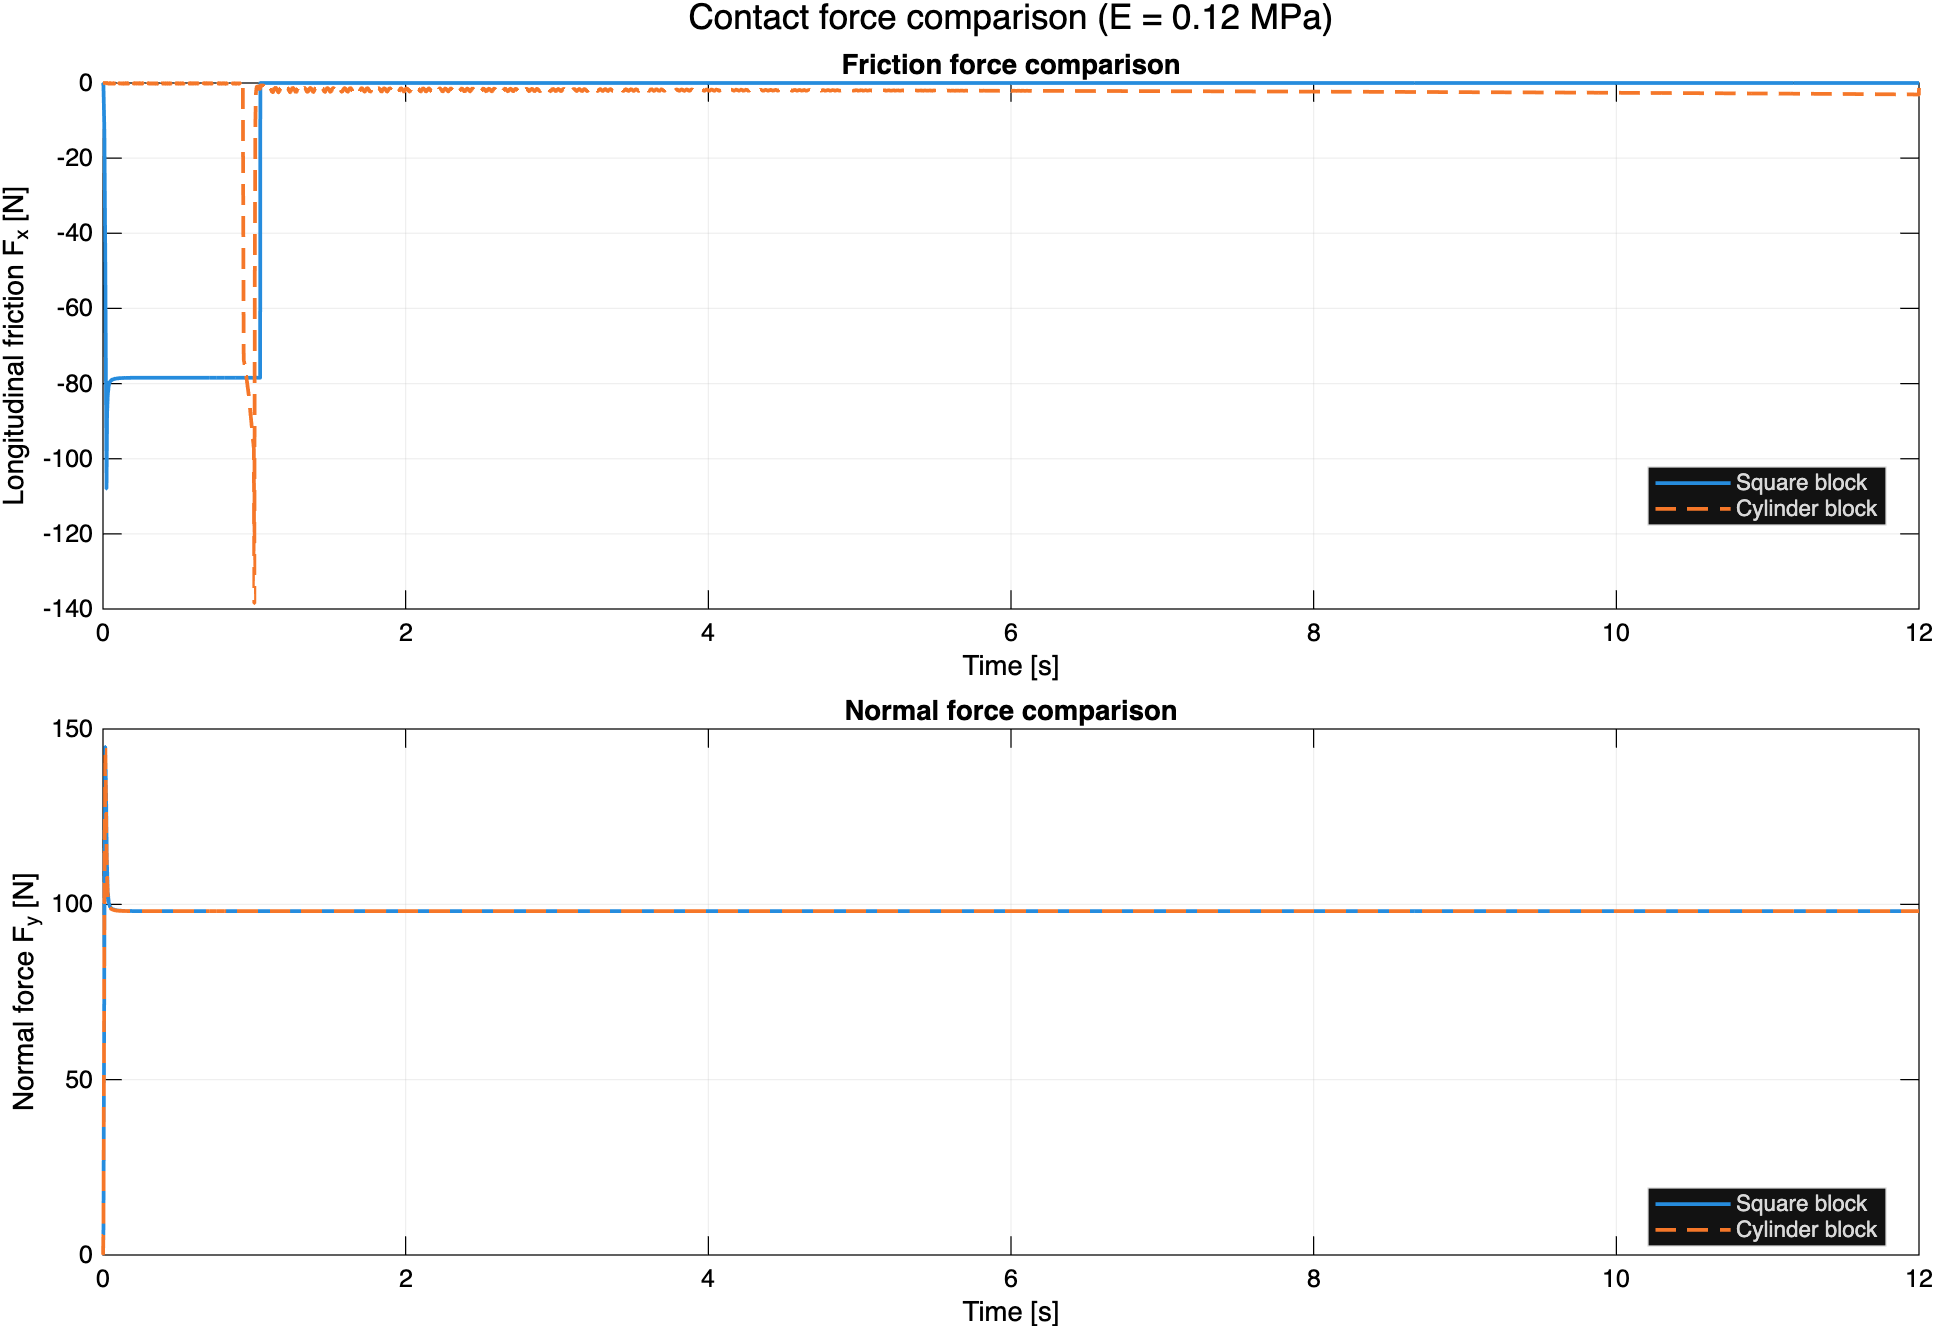 Contact force comparison (E = 0.12 MPa)
Friction force comparison
Longitudinal friction F_x [N]
0
-20
-40
-60
-80
-100
-120
-140
0 2 4 6 8 10 12
Time [s]
Square block
Cylinder block
Normal force comparison
Normal force F_y [N]
150
100
50
0
0 2 4 6 8 10 12
Time [s]
Square block
Cylinder block